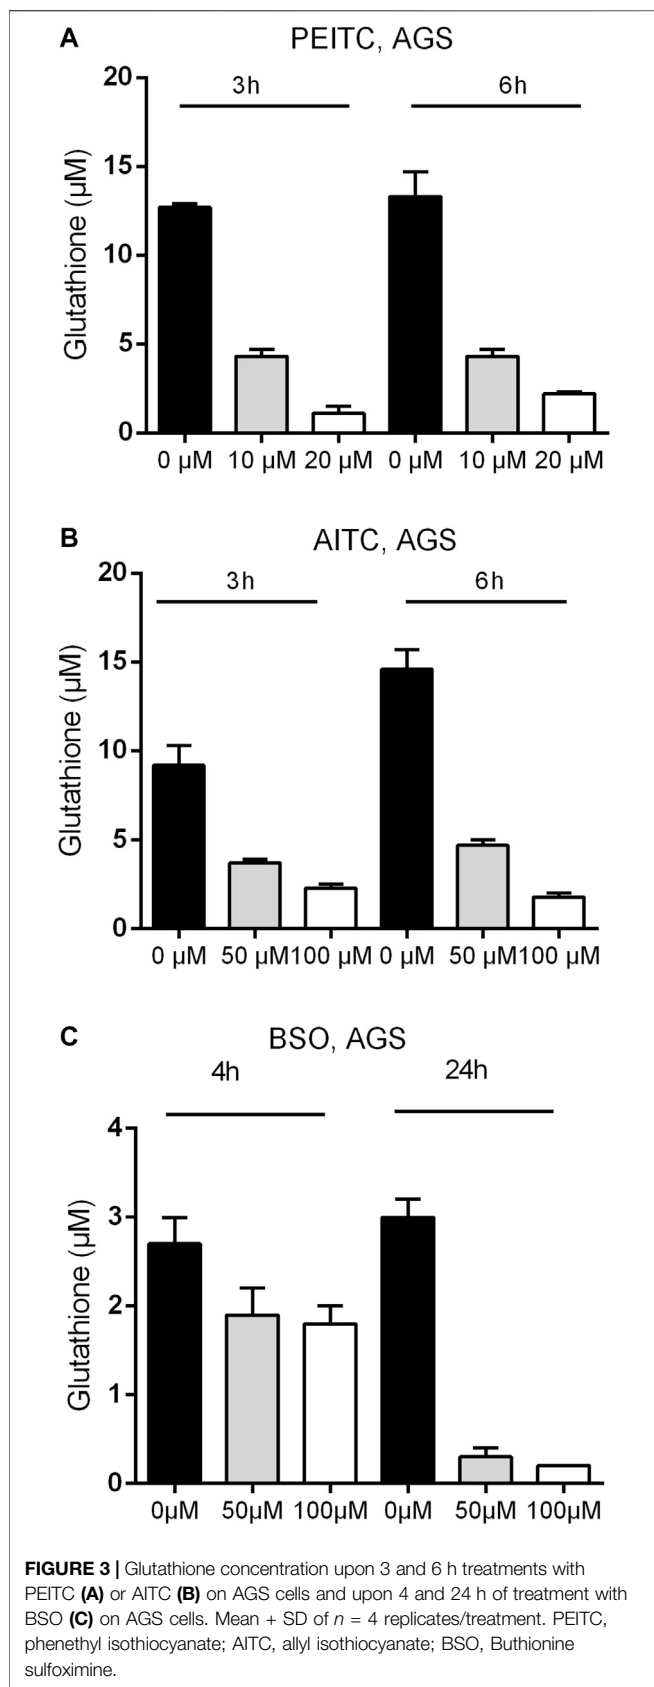 A
PEITC, AGS
3h 6h
20
15
10
5
0
Glutathione (µM)
0 µM 10 µM 20 µM 0 µM 10 µM 20 µM
B
AITC, AGS
3h 6h
20
15
10
5
0
Glutathione (µM)
0 µM 50 µM 100 µM 0 µM 50 µM 100 µM
C
BSO, AGS
4h 24h
4
3
2
1
0
Glutathione (µM)
0µM 50µM 100µM 0µM 50µM 100µM
FIGURE 3 | Glutathione concentration upon 3 and 6 h treatments with
PEITC (A) or AITC (B) on AGS cells and upon 4 and 24 h of treatment with
BSO (C) on AGS cells. Mean + SD of n = 4 replicates/treatment. PEITC,
phenethyl isothiocyanate; AITC, allyl isothiocyanate; BSO, Buthionine
sulfoximine.